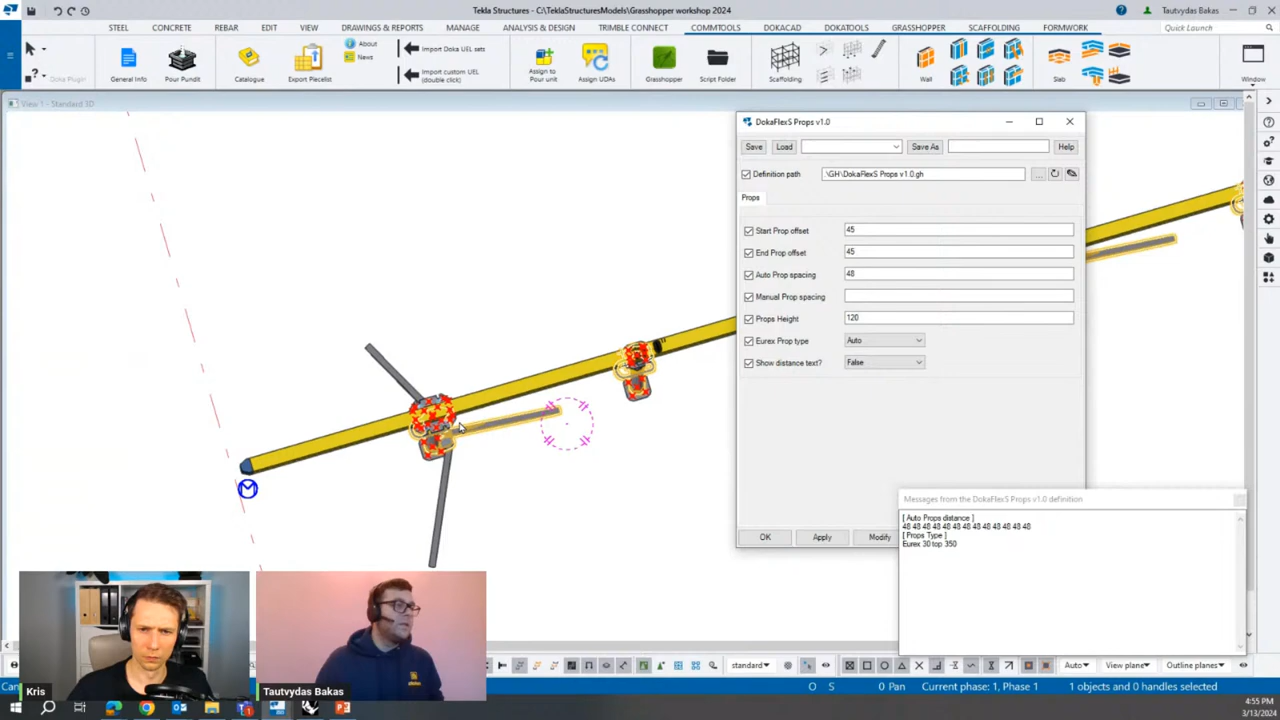 Tekla Structures - C:\TeklaStructuresModels\Grasshopper workshop 2024
Tautvydas Bakas
STEEL CONCRETE REBAR EDIT VIEW DRAWINGS & REPORTS MANAGE ANALYSIS & DESIGN TRIMBLE CONNECT COMMTOOLS DOKACAD DOKATOOLS GRASSHOPPER SCAFFOLDING FORMWORK
Quick Launch
Doka Plugin
General Info
Pour Pundit
Catalogue
Export Piecelist
About
News
Import Doka UEL sets
Import custom UEL
(double click)
Assign to
Pour unit
Assign UDAs
Grasshopper
Script Folder
Scaffolding
Wall
Slab
Window
View 1 - Standard 3D
DokaFlexS Props v1.0
Save Load Save As Help
Definition path \GH\DokaFlexS Props v1.0.gh ...
Props
Start Prop offset 45
End Prop offset 45
Auto Prop spacing 48
Manual Prop spacing
Props Height 120
Eurex Prop type Auto
Show distance text? False
OK Apply Modify
Messages from the DokaFlexS Props v1.0 definition
[ Auto Props distance ]
48 48 48 48 48 48 48 48 48 48 48 48 48
[ Props Type ]
Eurex 30 top 350
Kris
Tautvydas Bakas
standard
Auto View plane Outline planes
O S 0 Pan Current phase: 1, Phase 1 1 objects and 0 handles selected
4:55 PM
3/13/2024